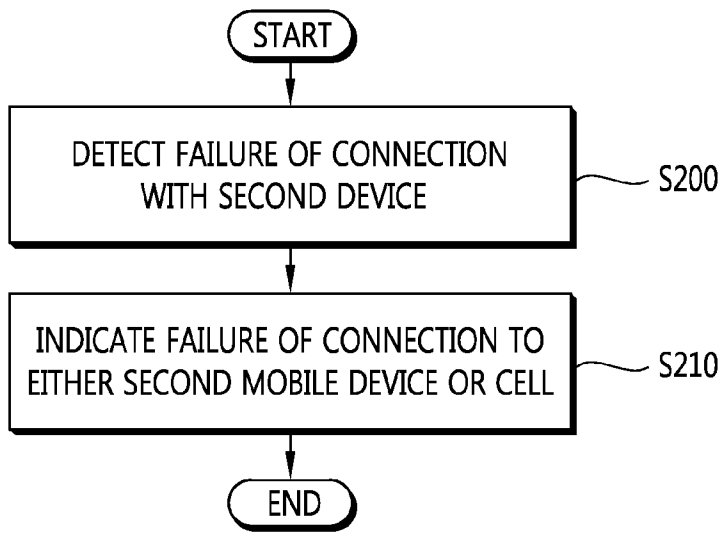 START
DETECT FAILURE OF CONNECTION
WITH SECOND DEVICE
S200
INDICATE FAILURE OF CONNECTION TO
EITHER SECOND MOBILE DEVICE OR CELL
S210
END